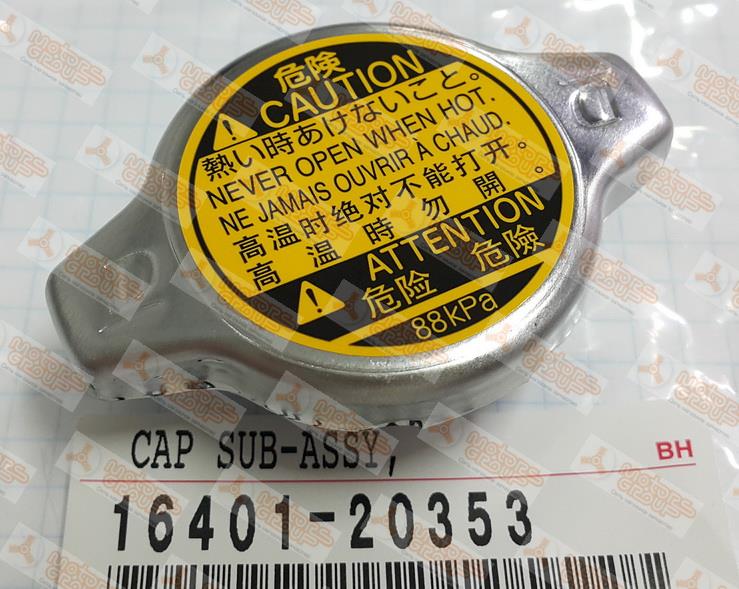 危険
CAUTION
熱い時あけないこと。
NEVER OPEN WHEN HOT.
NE JAMAIS OUVRIR À CHAUD.
高温时绝对不能打开。
高温時勿開。
ATTENTION
危险 危險
88kPa
CAP SUB-ASSY,
BH
16401-20353